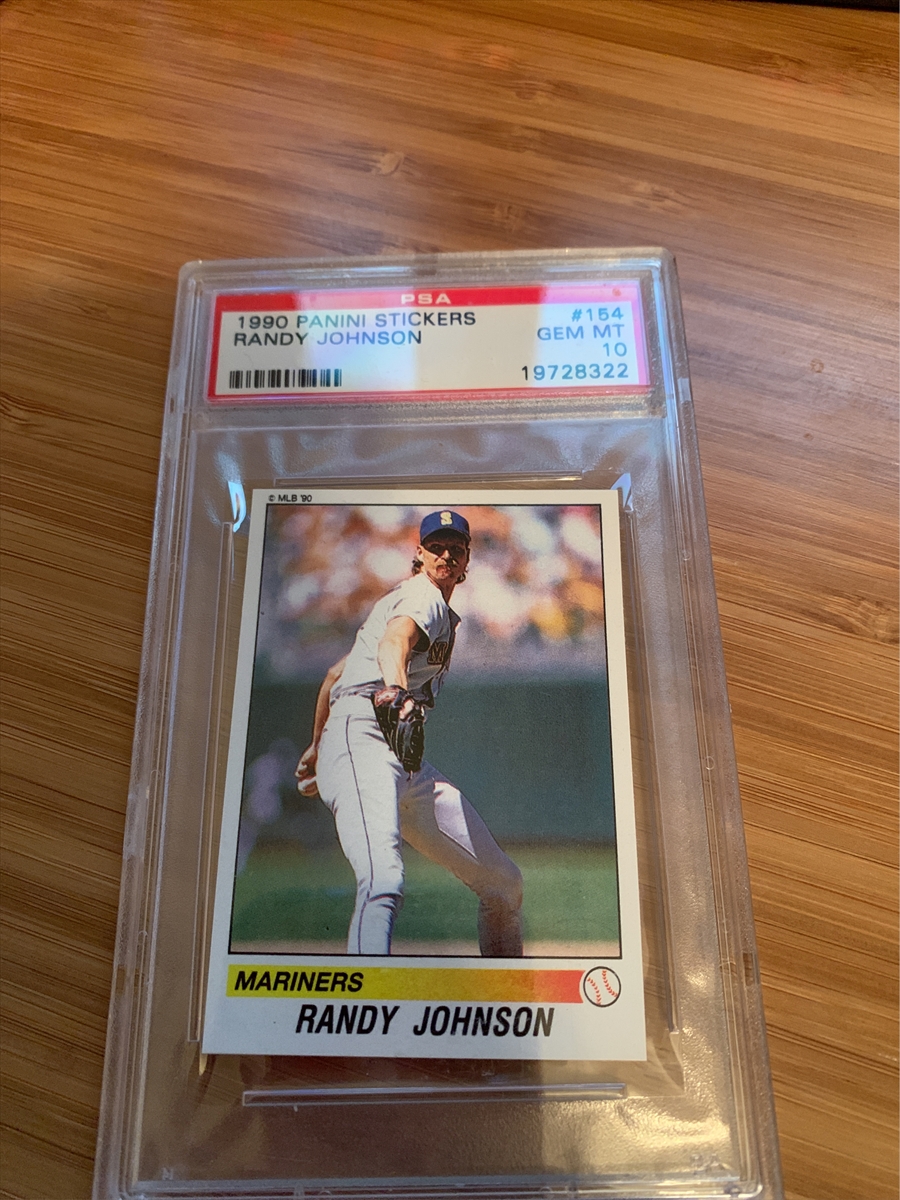 PSA
1990 PANINI STICKERS #154
RANDY JOHNSON GEM MT
10
19728322
© MLB '90
S
MARINERS
RANDY JOHNSON